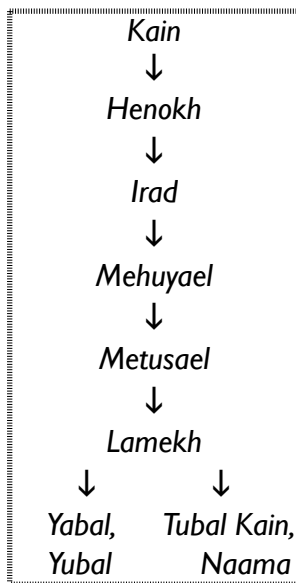 Kain
↓
Henokh
↓
Irad
↓
Mehuyael
↓
Metusael
↓
Lamekh
↓ ↓
Yabal, Tubal Kain,
Yubal Naama